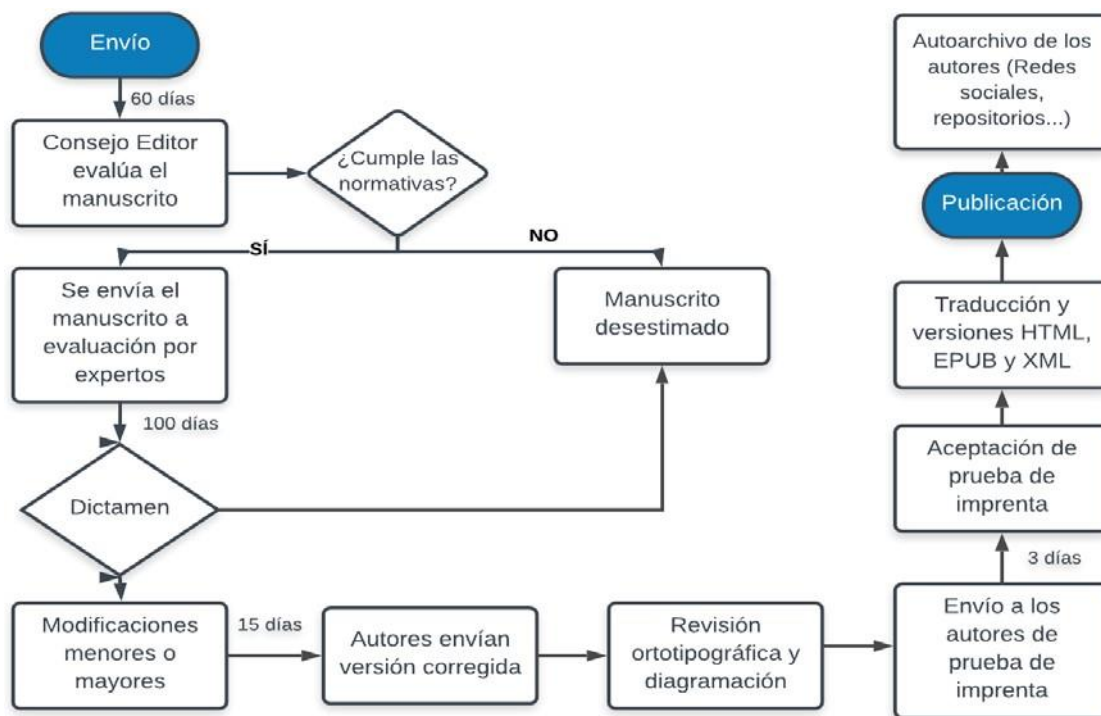 Envío
60 días
Consejo Editor
evalúa el
manuscrito
¿Cumple las
normativas?
SÍ
NO
Se envía el
manuscrito a
evaluación por
expertos
Manuscrito
desestimado
100 días
Dictamen
Modificaciones
menores o
mayores
15 días
Autores envían
versión corregida
Revisión
ortotipográfica y
diagramación
Envío a los
autores de
prueba de
imprenta
3 días
Aceptación de
prueba de
imprenta
Traducción y
versiones HTML,
EPUB y XML
Publicación
Autoarchivo de los
autores (Redes
sociales,
repositorios...)